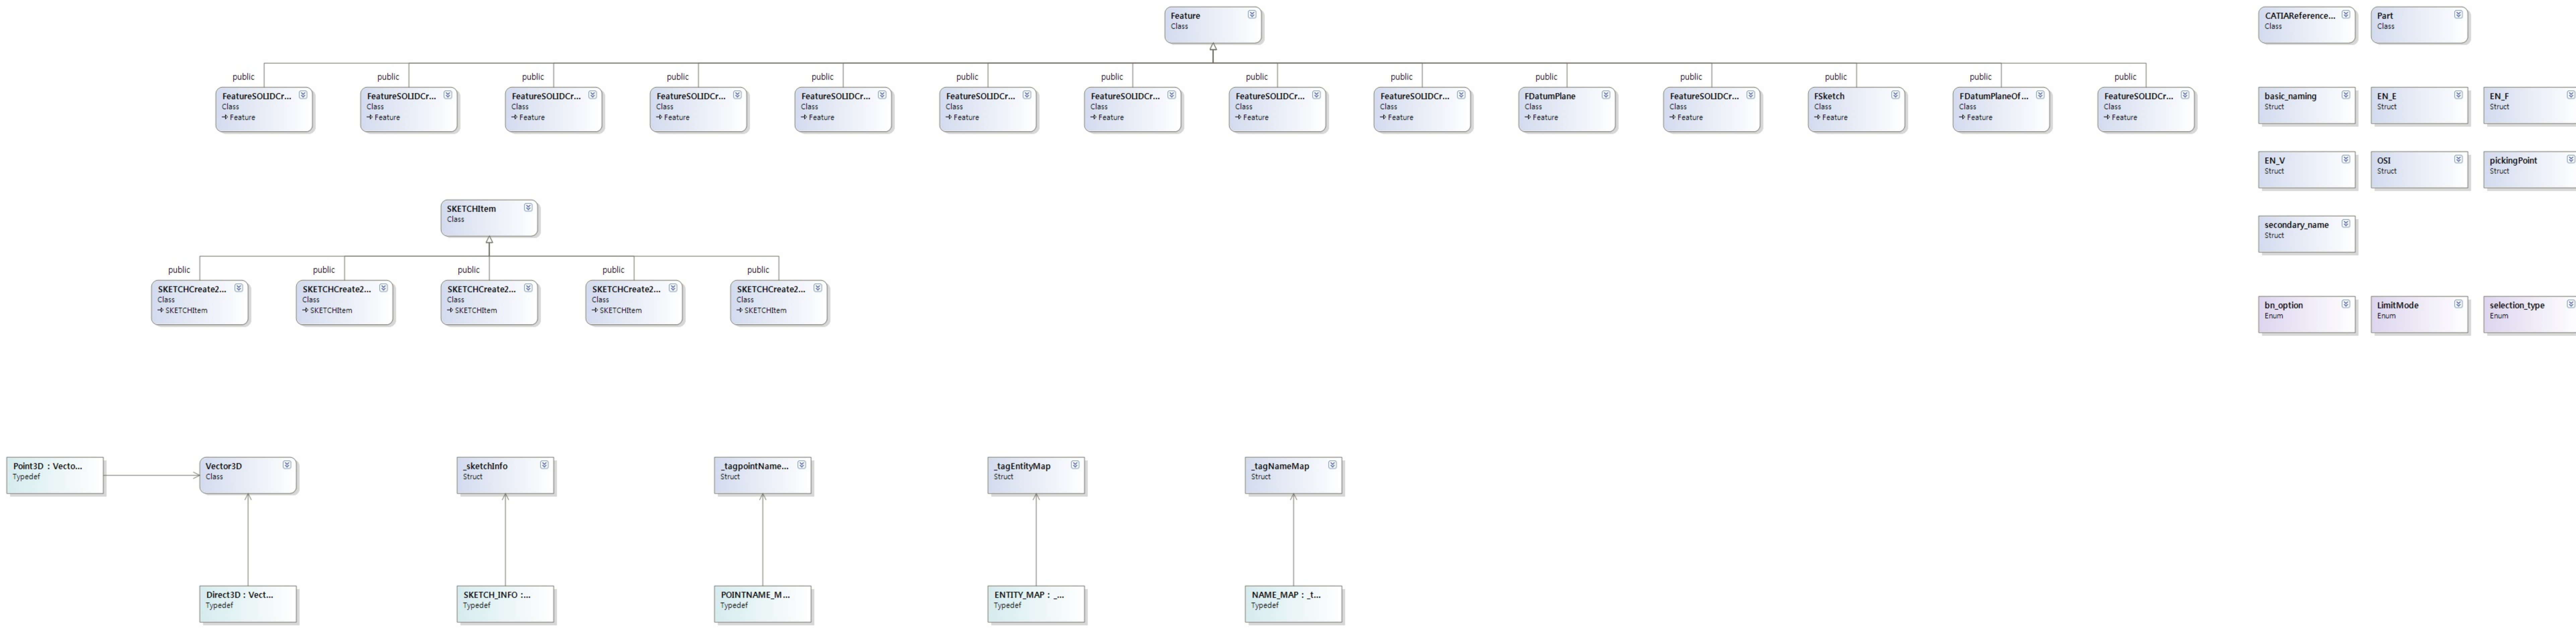 Feature
Class
CATIAReference...
Class
Part
Class
public
public
public
public
public
public
public
public
public
public
public
public
public
public
FeatureSOLIDCr...
Class
Feature
FeatureSOLIDCr...
Class
Feature
FeatureSOLIDCr...
Class
Feature
FeatureSOLIDCr...
Class
Feature
FeatureSOLIDCr...
Class
Feature
FeatureSOLIDCr...
Class
Feature
FeatureSOLIDCr...
Class
Feature
FeatureSOLIDCr...
Class
Feature
FeatureSOLIDCr...
Class
Feature
FDatumPlane
Class
Feature
FeatureSOLIDCr...
Class
Feature
FSketch
Class
Feature
FDatumPlaneOf...
Class
Feature
FeatureSOLIDCr...
Class
Feature
basic_naming
Struct
EN_E
Struct
EN_F
Struct
EN_V
Struct
OSI
Struct
pickingPoint
Struct
SKETCHItem
Class
secondary_name
Struct
public
public
public
public
public
SKETCHCreate2...
Class
SKETCHItem
SKETCHCreate2...
Class
SKETCHItem
SKETCHCreate2...
Class
SKETCHItem
SKETCHCreate2...
Class
SKETCHItem
SKETCHCreate2...
Class
SKETCHItem
bn_option
Enum
LimitMode
Enum
selection_type
Enum
Point3D : Vecto...
Typedef
Vector3D
Class
_sketchInfo
Struct
_tagpointName...
Struct
_tagEntityMap
Struct
_tagNameMap
Struct
Direct3D : Vect...
Typedef
SKETCH_INFO :...
Typedef
POINTNAME_M...
Typedef
ENTITY_MAP : _...
Typedef
NAME_MAP : _t...
Typedef